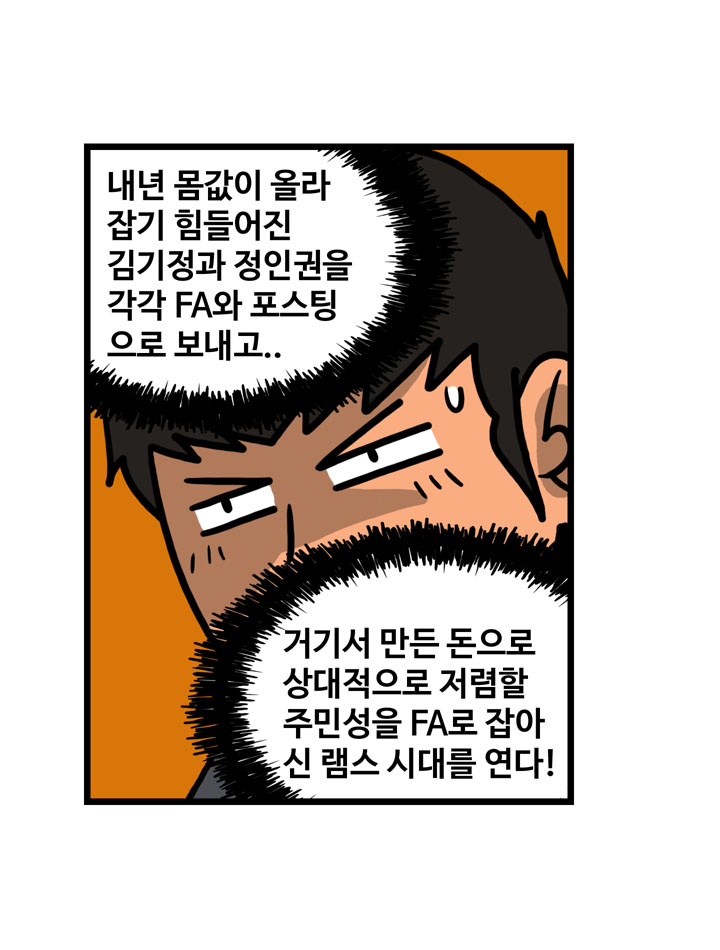 내년 몸값이 올라
잡기 힘들어진
김기정과 정인권을
각각 FA와 포스팅
으로 보내고..
거기서 만든 돈으로
상대적으로 저렴할
주민성을 FA로 잡아
신 램스 시대를 연다!